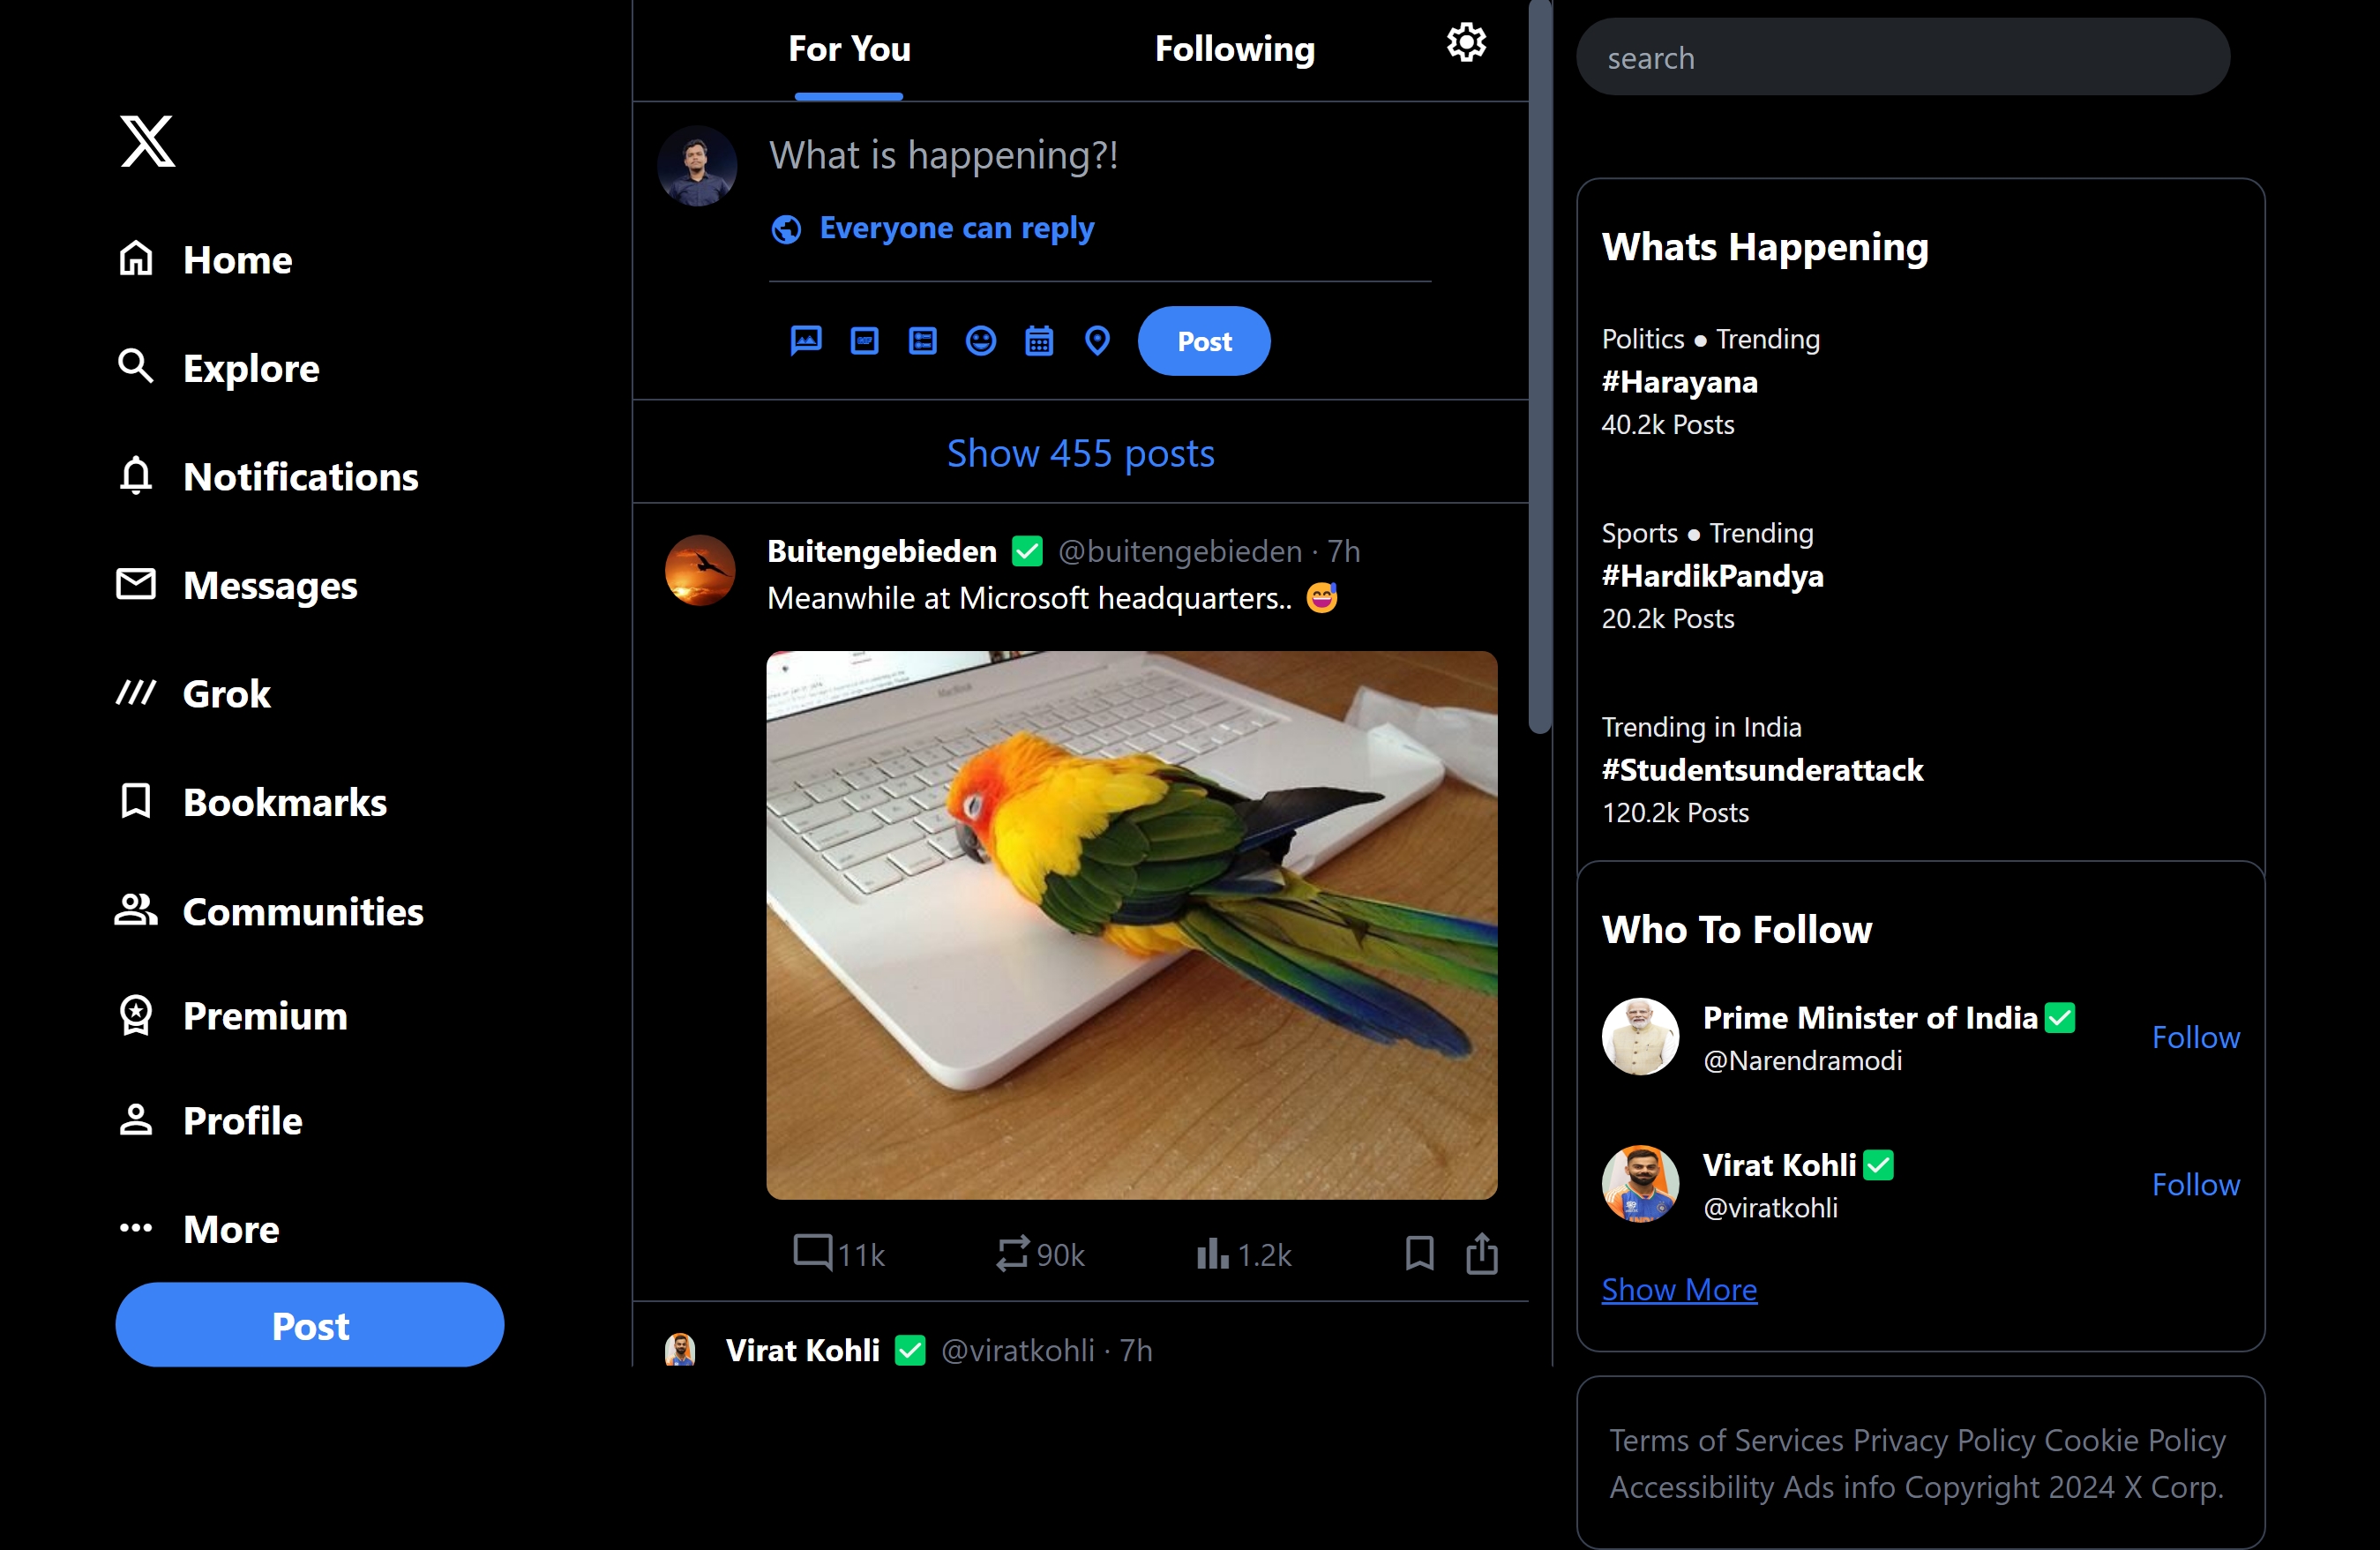 Home
Explore
Notifications
Messages
Grok
Bookmarks
Communities
Premium
Profile
More
Post
For You
Following
What is happening?!
Everyone can reply
GIF
Post
Show 455 posts
Buitengebieden ✅ @buitengebieden · 7h
Meanwhile at Microsoft headquarters.. 😅
MacBook
11k
90k
1.2k
Virat Kohli ✅ @viratkohli · 7h
search
Whats Happening
Politics ● Trending
#Harayana
40.2k Posts
Sports ● Trending
#HardikPandya
20.2k Posts
Trending in India
#Studentsunderattack
120.2k Posts
Who To Follow
Prime Minister of India✅
@Narendramodi
Follow
Virat Kohli✅
@viratkohli
Follow
Show More
Terms of Services Privacy Policy Cookie Policy
Accessibility Ads info Copyright 2024 X Corp.